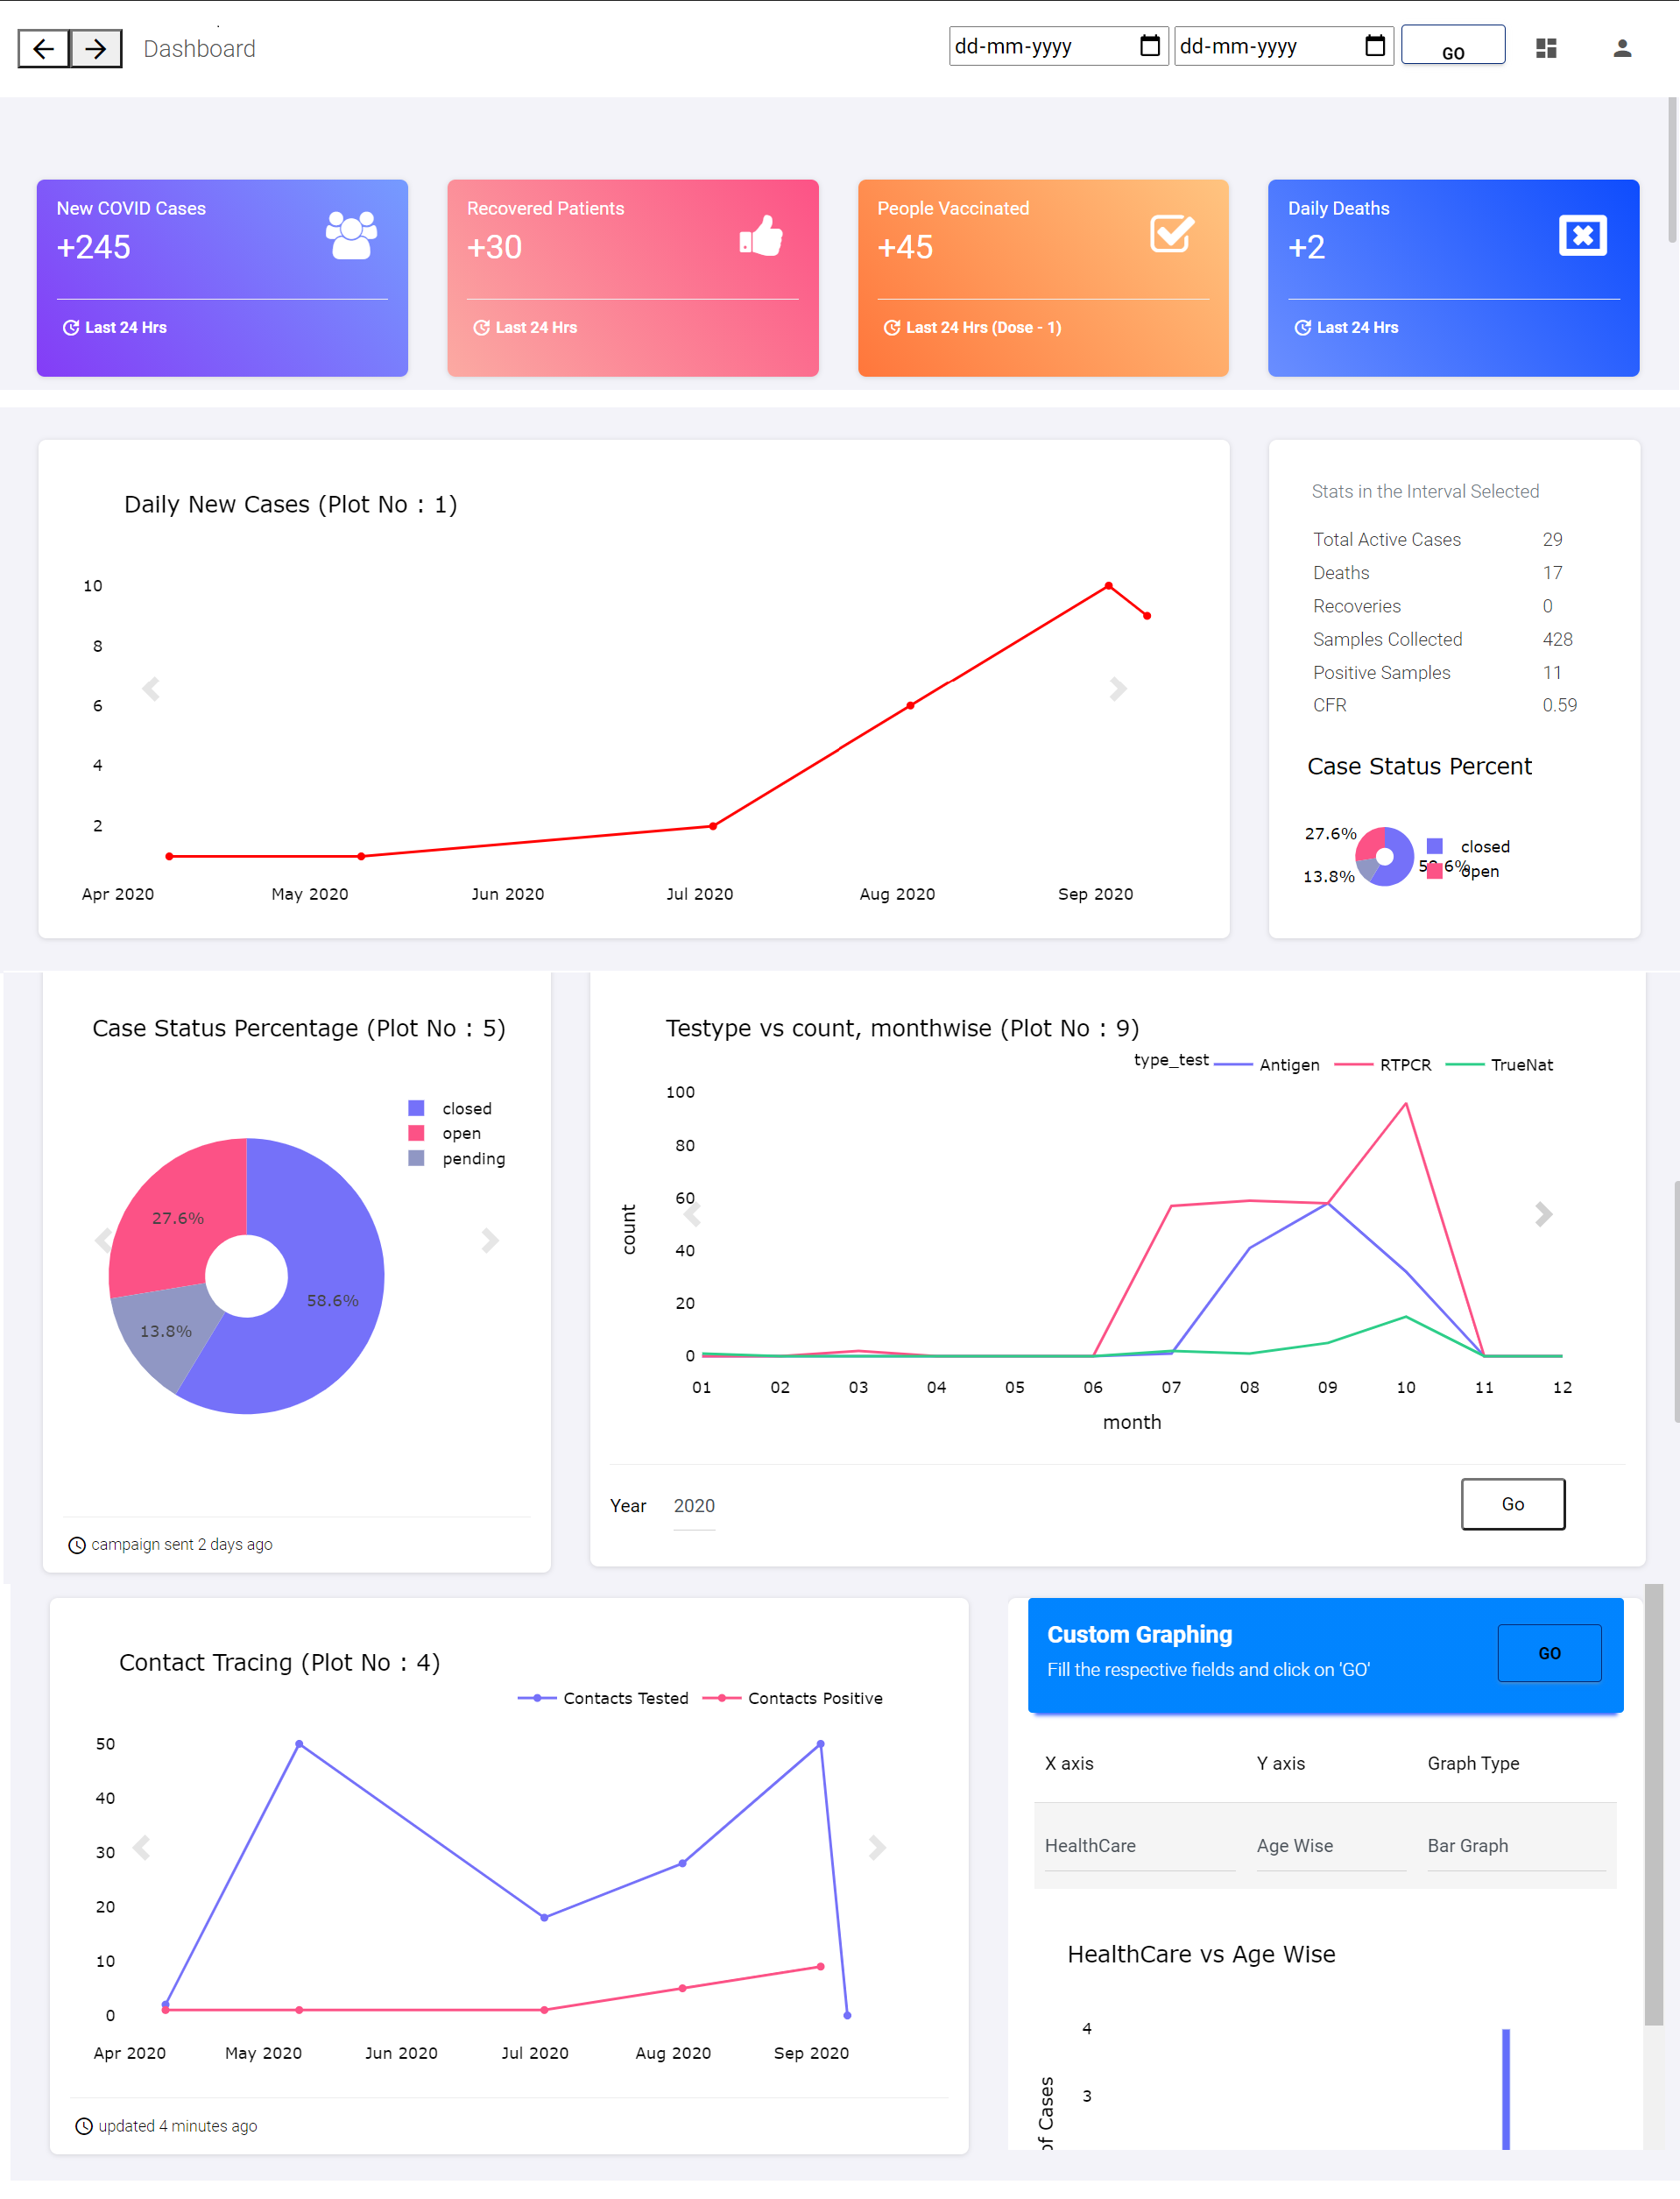 Dashboard
dd-mm-yyyy
dd-mm-yyyy
GO
New COVID Cases
+245
Last 24 Hrs
Recovered Patients
+30
Last 24 Hrs
People Vaccinated
+45
Last 24 Hrs (Dose - 1)
Daily Deaths
+2
Last 24 Hrs
Daily New Cases (Plot No : 1)
10
8
6
4
2
Apr 2020 May 2020 Jun 2020 Jul 2020 Aug 2020 Sep 2020
Stats in the Interval Selected
Total Active Cases 29
Deaths 17
Recoveries 0
Samples Collected 428
Positive Samples 11
CFR 0.59
Case Status Percent
27.6%
13.8%
58.6%
closed
open
Case Status Percentage (Plot No : 5)
closed
open
pending
27.6%
58.6%
13.8%
campaign sent 2 days ago
Testype vs count, monthwise (Plot No : 9)
type_test Antigen RTPCR TrueNat
count
100
80
60
40
20
0
01 02 03 04 05 06 07 08 09 10 11 12
month
Year 2020
Go
Contact Tracing (Plot No : 4)
Contacts Tested Contacts Positive
50
40
30
20
10
0
Apr 2020 May 2020 Jun 2020 Jul 2020 Aug 2020 Sep 2020
updated 4 minutes ago
Custom Graphing
Fill the respective fields and click on 'GO'
GO
X axis Y axis Graph Type
HealthCare Age Wise Bar Graph
HealthCare vs Age Wise
4
3
of Cases